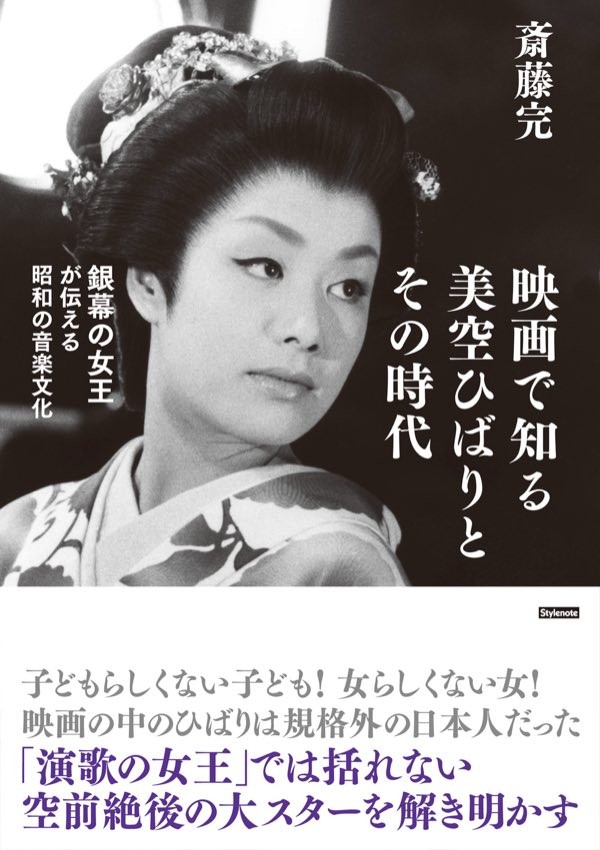 斎藤完
映画で知る
美空ひばりと
その時代
銀幕の女王
が伝える
昭和の音楽文化
Stylenote
子どもらしくない子ども! 女らしくない女!
映画の中のひばりは規格外の日本人だった
「演歌の女王」では括れない
空前絶後の大スターを解き明かす